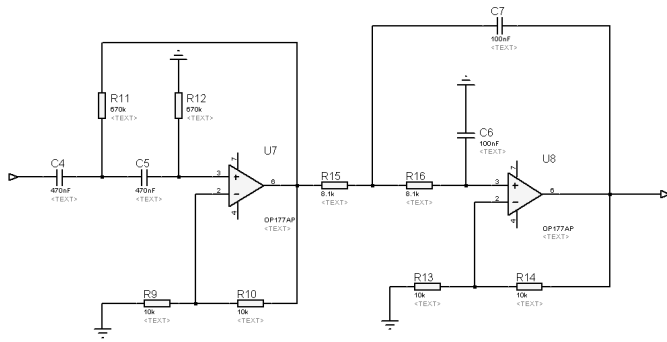 C7
100nF
<TEXT>
R11
670k
<TEXT>
R12
670k
<TEXT>
C6
100nF
<TEXT>
U7
U8
C4
470nF
<TEXT>
C5
470nF
<TEXT>
7
3
2
6
4
OP177AP
<TEXT>
R15
8.1k
<TEXT>
R16
8.1k
<TEXT>
7
3
2
6
4
OP177AP
<TEXT>
R9
10k
<TEXT>
R10
10k
<TEXT>
R13
10k
<TEXT>
R14
10k
<TEXT>